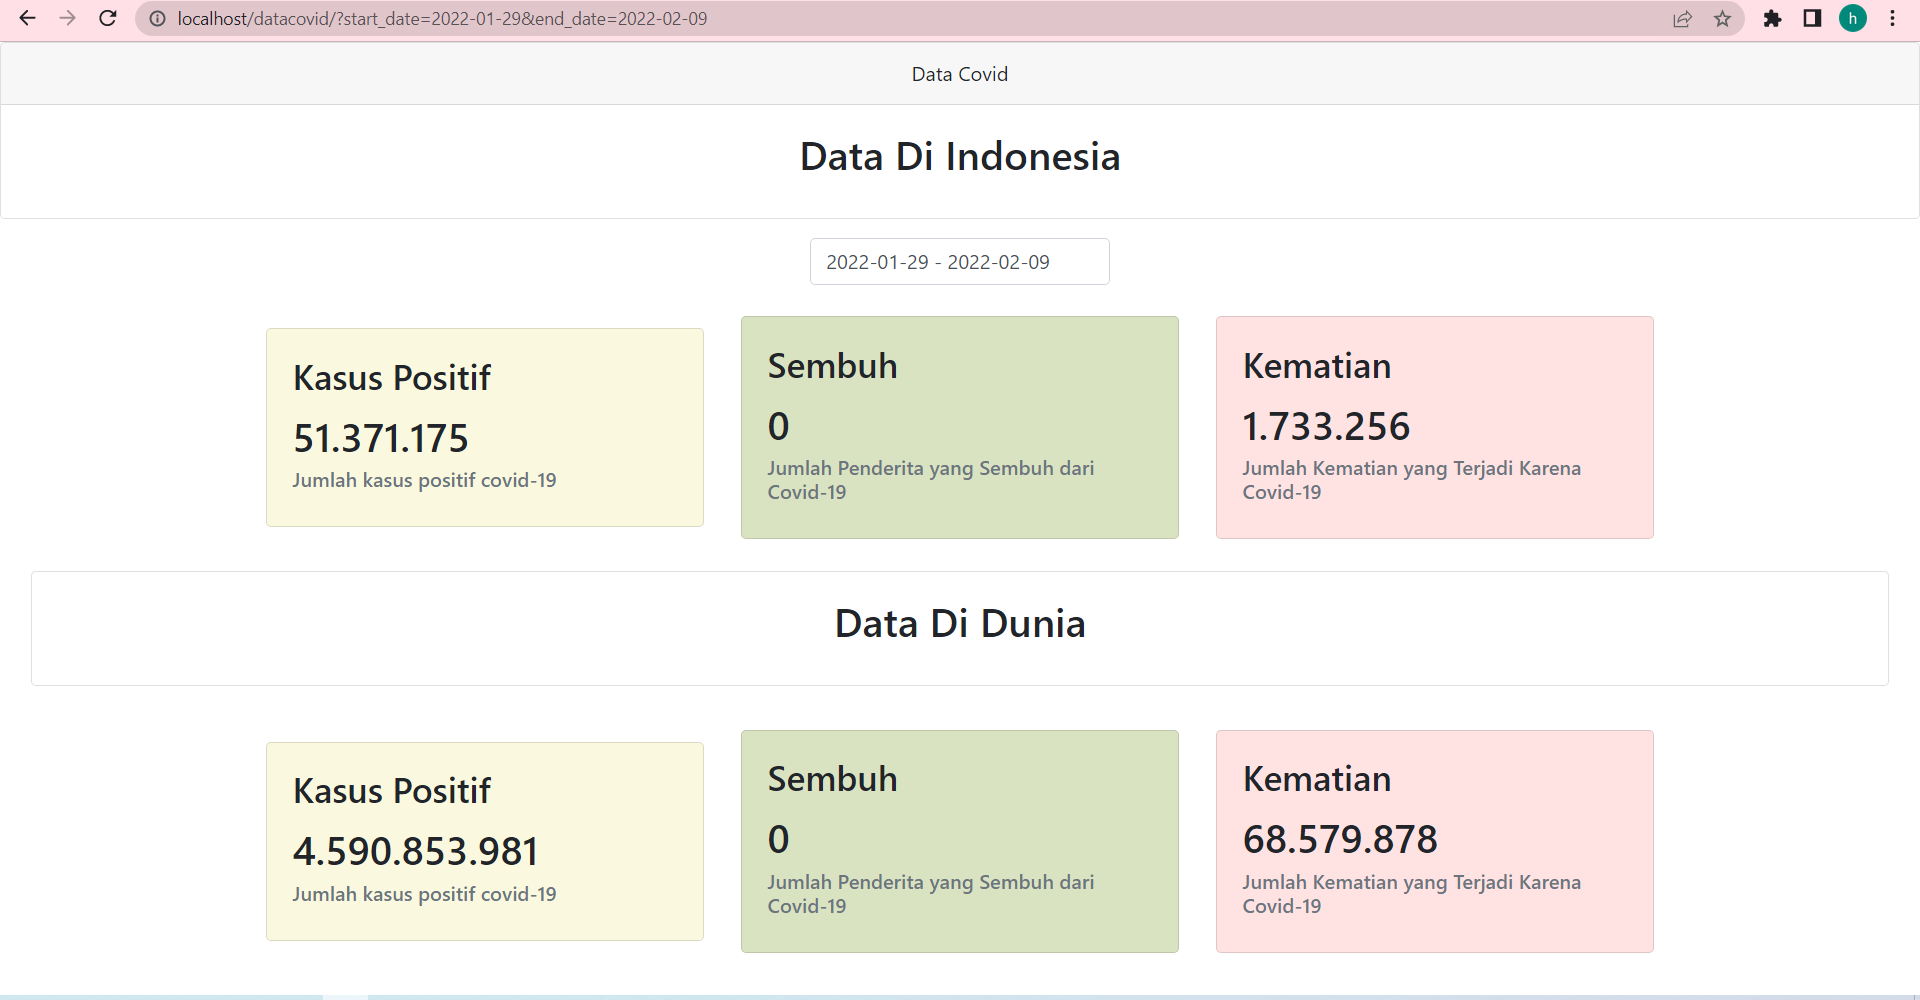 localhost/datacovid/?start_date=2022-01-29&end_date=2022-02-09
h
Data Covid
Data Di Indonesia
2022-01-29 - 2022-02-09
Kasus Positif
51.371.175
Jumlah kasus positif covid-19
Sembuh
0
Jumlah Penderita yang Sembuh dari
Covid-19
Kematian
1.733.256
Jumlah Kematian yang Terjadi Karena
Covid-19
Data Di Dunia
Kasus Positif
4.590.853.981
Jumlah kasus positif covid-19
Sembuh
0
Jumlah Penderita yang Sembuh dari
Covid-19
Kematian
68.579.878
Jumlah Kematian yang Terjadi Karena
Covid-19